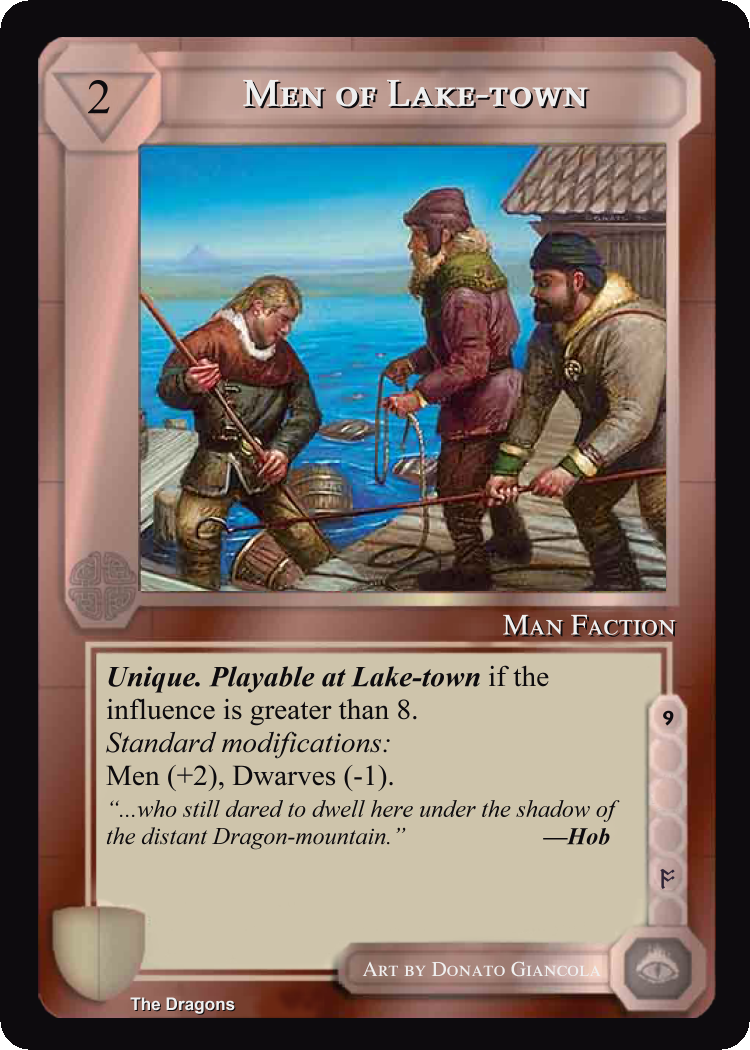 2
Men of Lake-town
Man Faction
Unique. Playable at Lake-town if the
influence is greater than 8.
Standard modifications:
Men (+2), Dwarves (-1).
“...who still dared to dwell here under the shadow of
the distant Dragon-mountain.” —Hob
9
ᚩ
Art by Donato Giancola
The Dragons